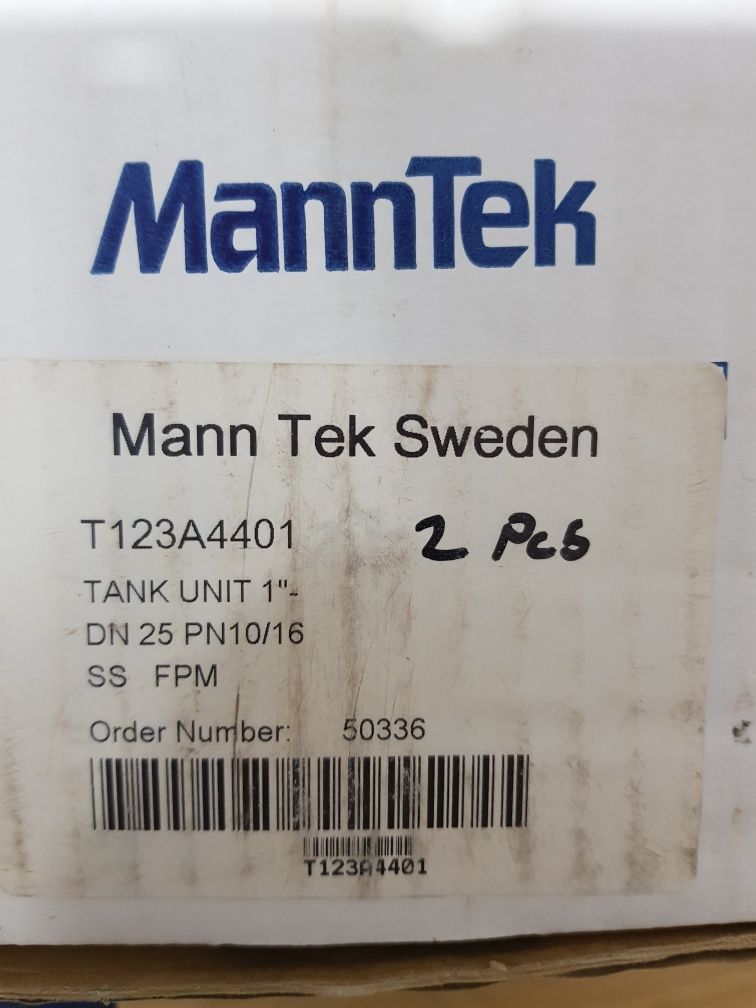 MannTek
Mann Tek Sweden
T123A4401 2 Pcs
TANK UNIT 1"-
DN 25 PN10/16
SS FPM
Order Number: 50336
T123A4401